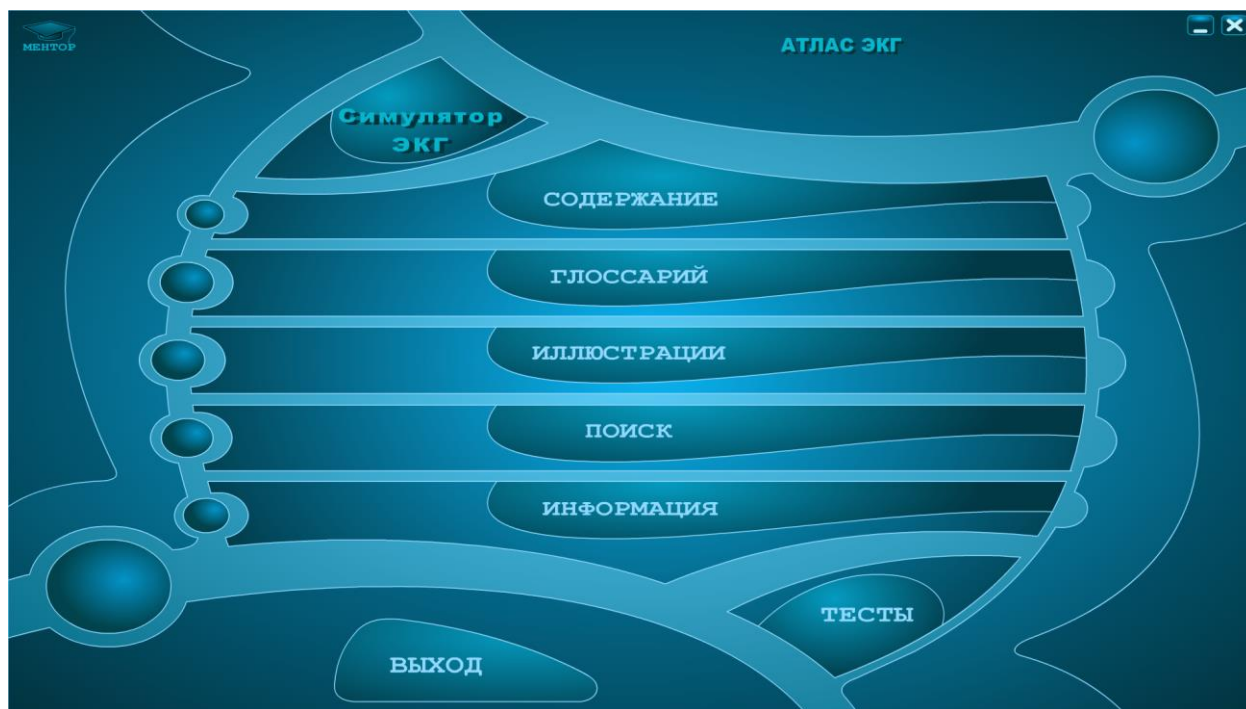 МЕНТОР
АТЛАС ЭКГ
Симулятор
ЭКГ
СОДЕРЖАНИЕ
ГЛОССАРИЙ
ИЛЛЮСТРАЦИИ
ПОИСК
ИНФОРМАЦИЯ
ТЕСТЫ
ВЫХОД